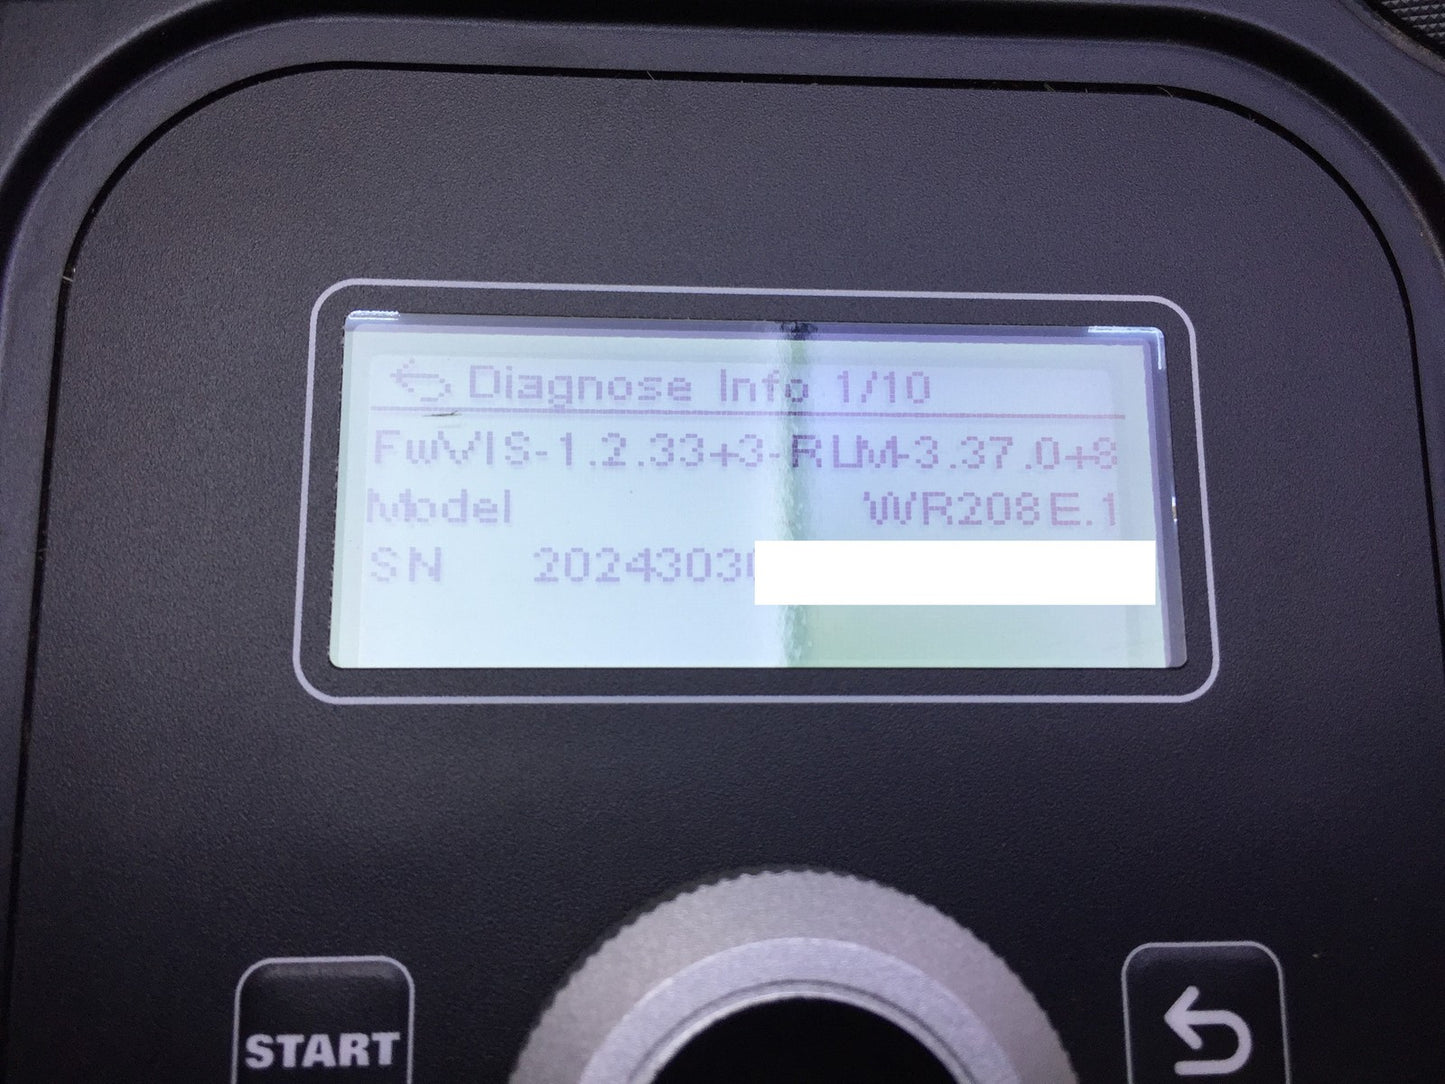 Diagnose Info 1/10
FwVIS-1.2.33+3-RLM-3.37.0+8
Model WR208E.1
SN 20243030
START